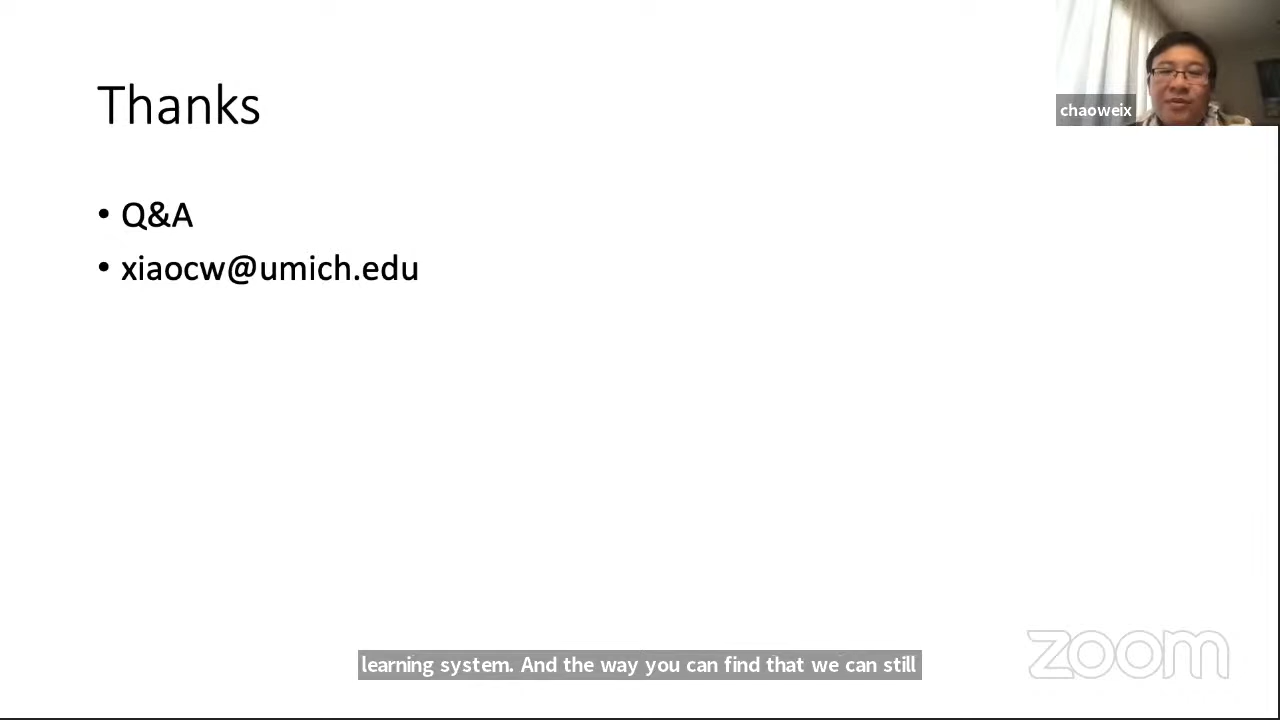 Thanks
chaoweix
• Q&A
• xiaocw@umich.edu
learning system. And the way you can find that we can still
zoom